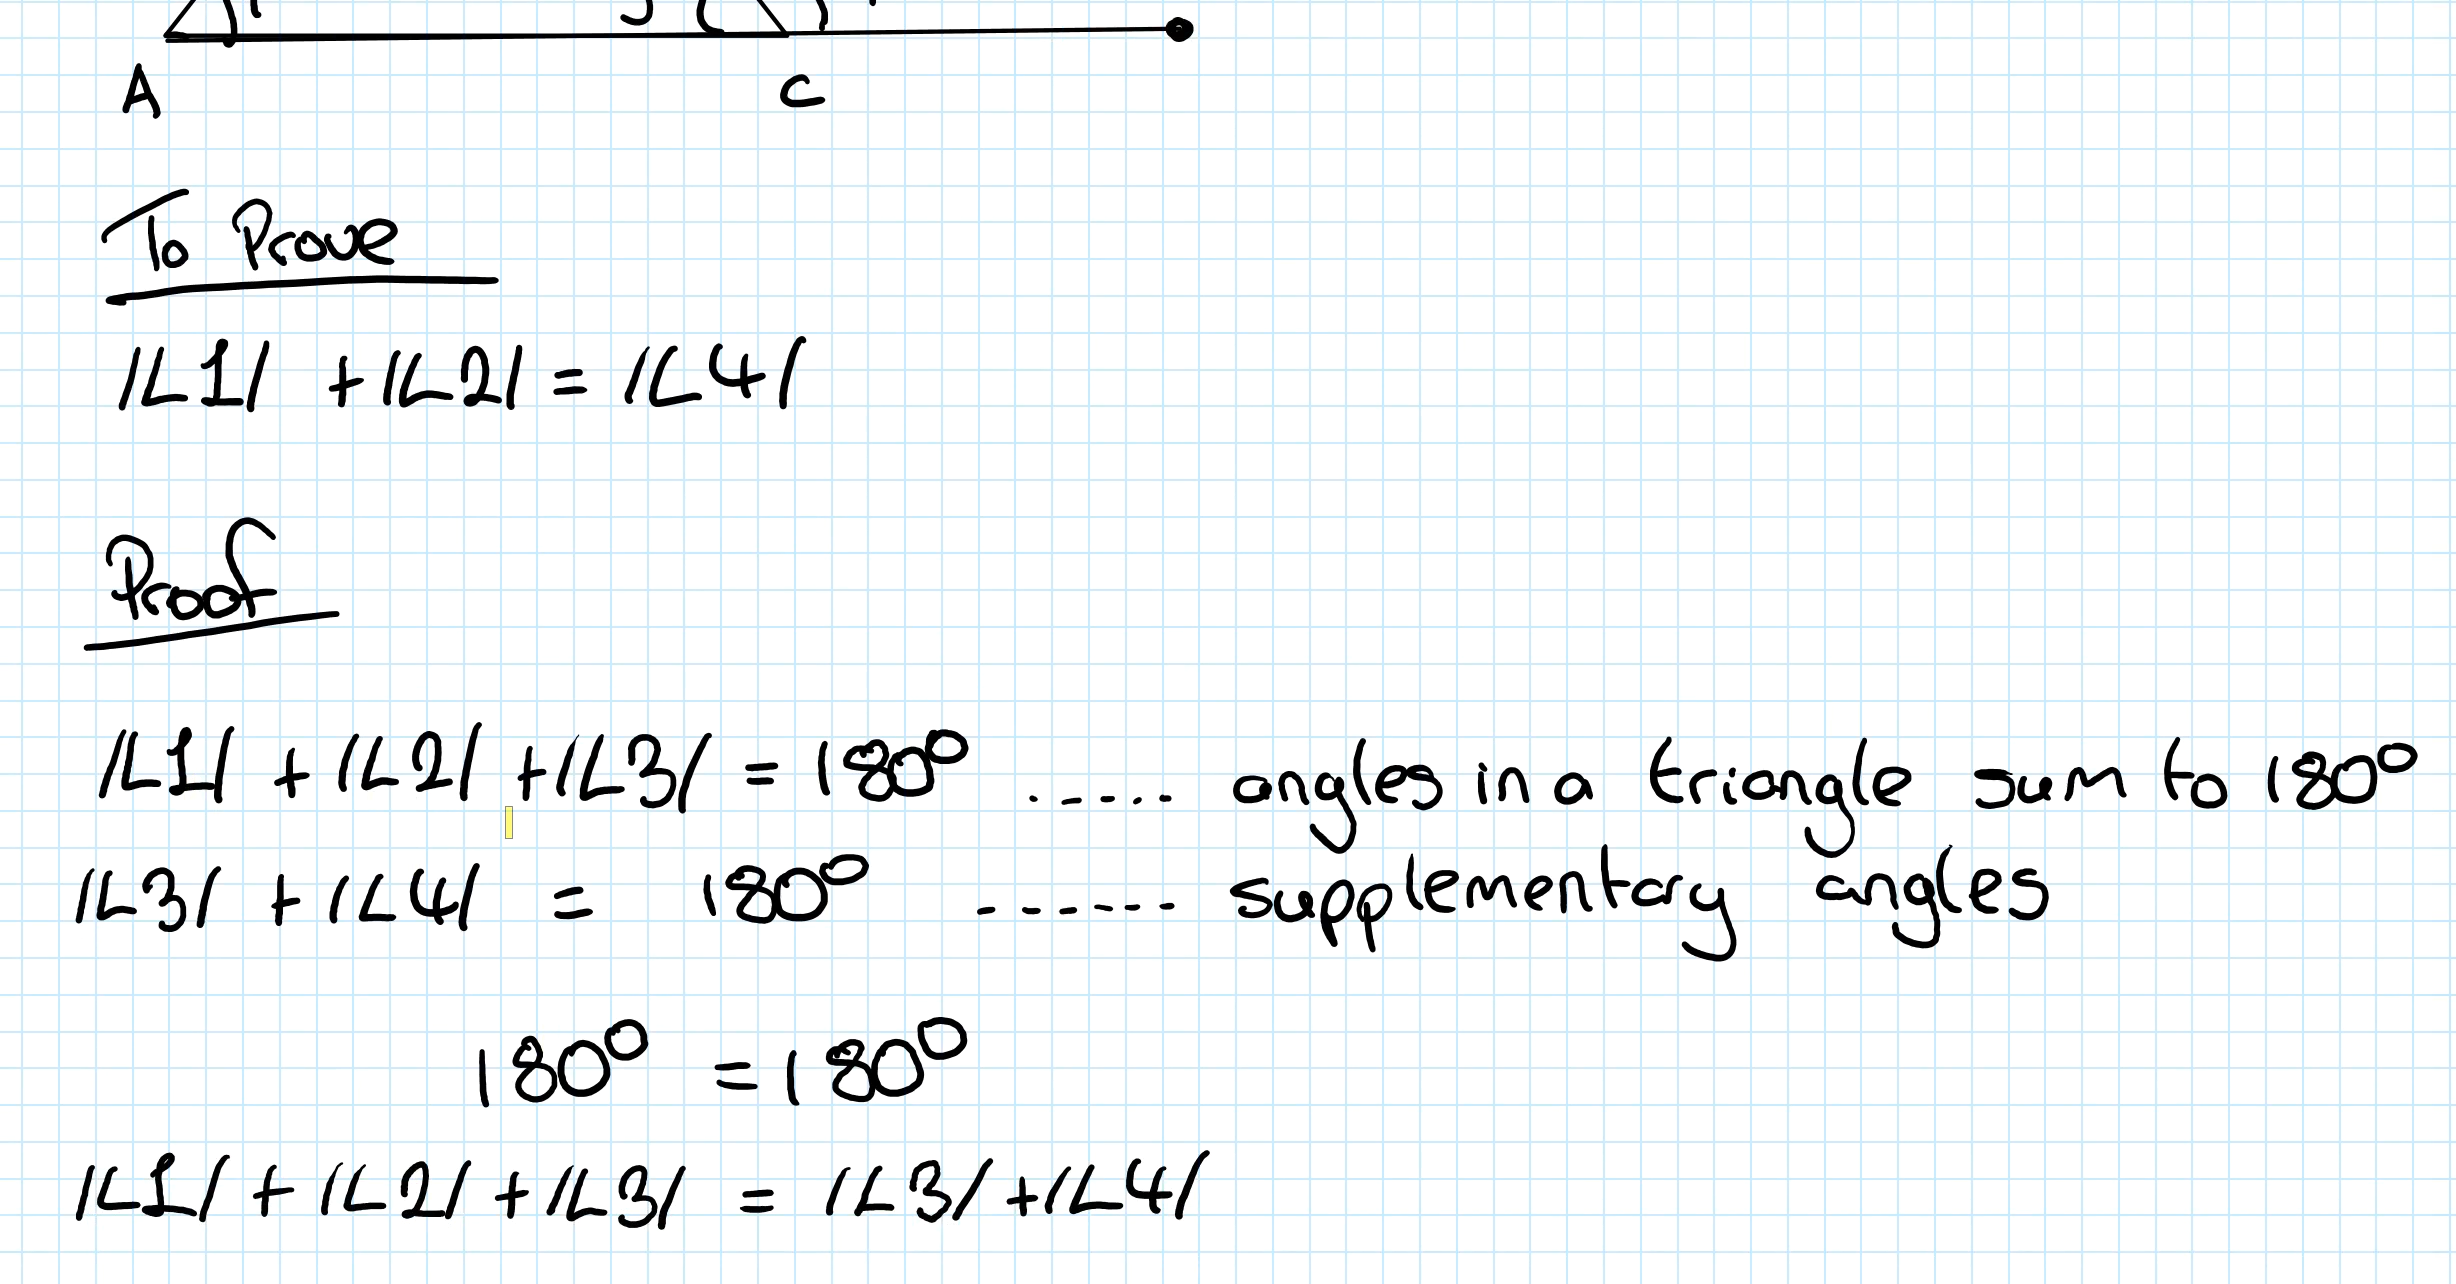 A C
To Prove
|∠1| + |∠2| = |∠4|
Proof
|∠1| + |∠2| + |∠3| = 180° ..... angles in a triangle sum to 180°
|∠3| + |∠4| = 180° ...... supplementary angles
180° = 180°
|∠1| + |∠2| + |∠3| = |∠3| + |∠4|